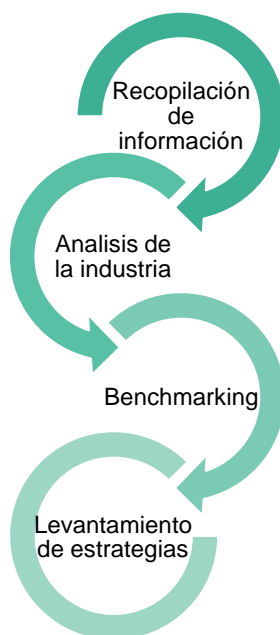 Recopilación
de
información
Analisis de
la industria
Benchmarking
Levantamiento
de estrategias